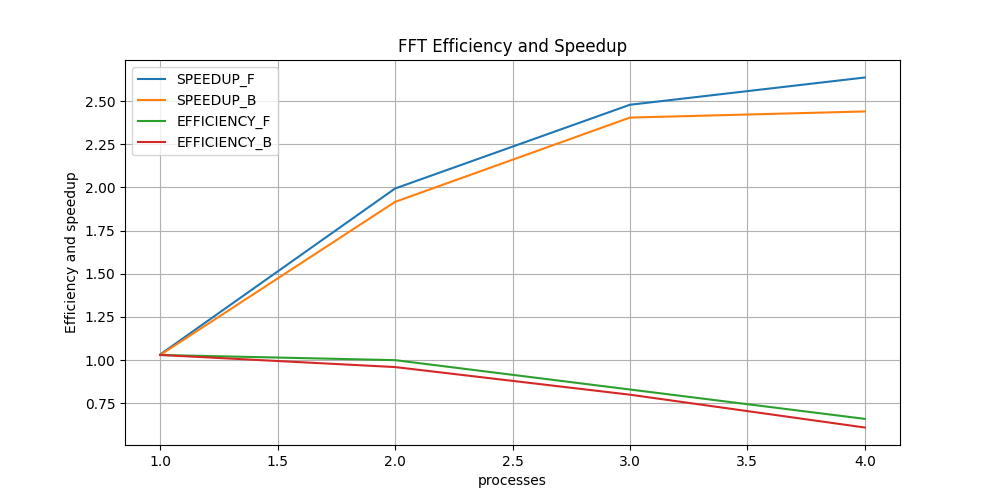 FFT Efficiency and Speedup
SPEEDUP_F
SPEEDUP_B
EFFICIENCY_F
EFFICIENCY_B
Efficiency and speedup
2.50
2.25
2.00
1.75
1.50
1.25
1.00
0.75
1.0 1.5 2.0 2.5 3.0 3.5 4.0
processes